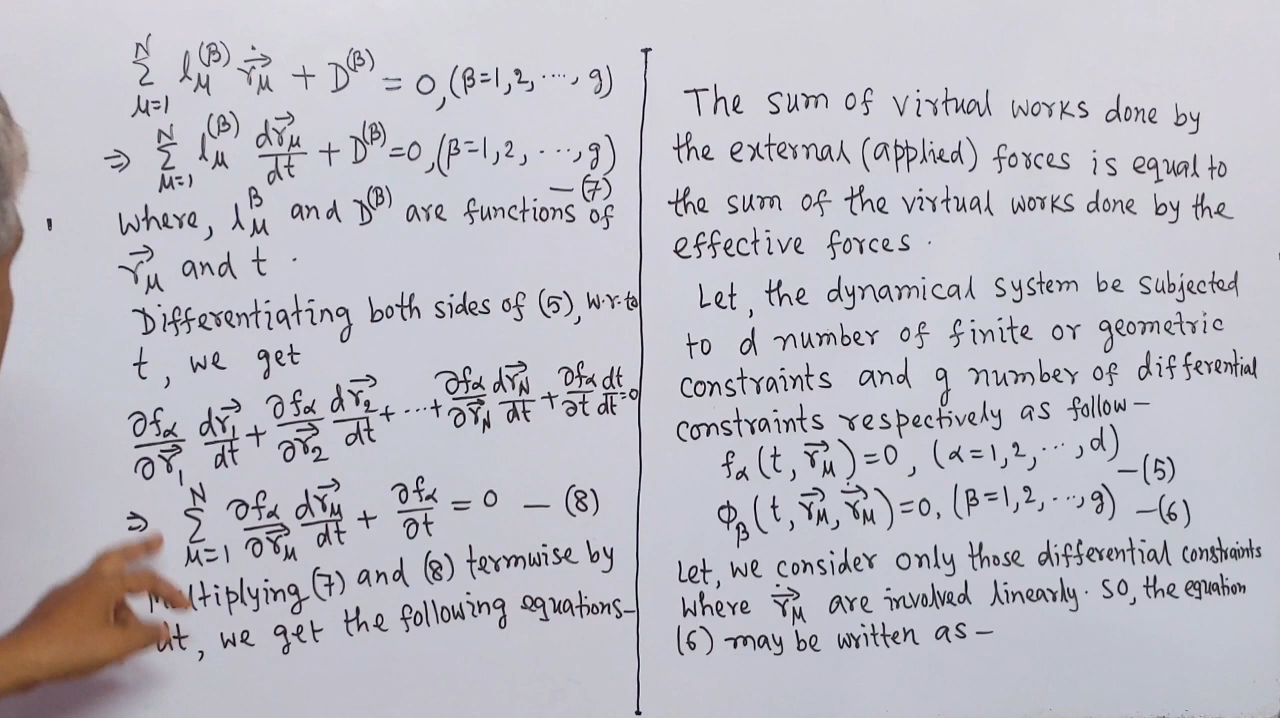 N
Σ l_μ^(β) \dot{\vec{r}}_μ + D^(β) = 0, (β=1,2, ..., g)
μ=1
⇒ Σ_{μ=1}^{N} l_μ^(β) d\vec{r}_μ/dt + D^(β) = 0, (β=1,2, ..., g)
— (7)
where, l_μ^β and D^(β) are functions of
\vec{r}_μ and t .
Differentiating both sides of (5), w.r.to
t, we get
∂f_α/∂\vec{r}_1 d\vec{r}_1/dt + ∂f_α/∂\vec{r}_2 d\vec{r}_2/dt + ... + ∂f_α/∂\vec{r}_N d\vec{r}_N/dt + ∂f_α/∂t dt/dt = 0
⇒ Σ_{μ=1}^{N} ∂f_α/∂\vec{r}_μ d\vec{r}_μ/dt + ∂f_α/∂t = 0 — (8)
Multiplying (7) and (8) termwise by
dt, we get the following equations—
The sum of virtual works done by
the external (applied) forces is equal to
the sum of the virtual works done by the
effective forces .
Let, the dynamical system be subjected
to d number of finite or geometric
constraints and g number of differential
constraints respectively as follow —
f_α (t, \vec{r}_μ) = 0, (α=1,2, ..., d) — (5)
Φ_β (t, \vec{r}_μ, \dot{\vec{r}}_μ) = 0, (β=1,2, ..., g) — (6)
Let, we consider only those differential constraints
where \dot{\vec{r}}_μ are involved linearly. So, the equation
(6) may be written as —